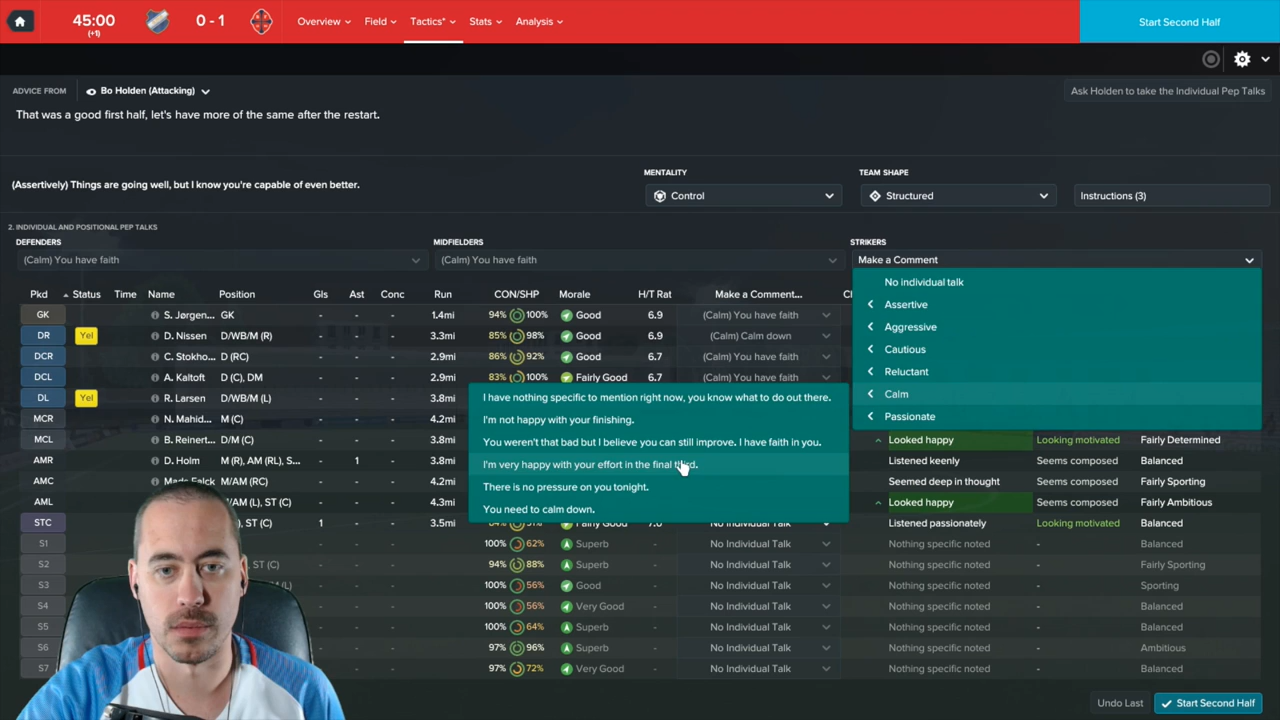 45:00
(+1)
0 - 1
Overview
Field
Tactics*
Stats
Analysis
Start Second Half
ADVICE FROM
Bo Holden (Attacking)
Ask Holden to take the Individual Pep Talks
That was a good first half, let's have more of the same after the restart.
(Assertively) Things are going well, but I know you're capable of even better.
MENTALITY
Control
TEAM SHAPE
Structured
Instructions (3)
2. INDIVIDUAL AND POSITIONAL PEP TALKS
DEFENDERS
(Calm) You have faith
MIDFIELDERS
(Calm) You have faith
STRIKERS
Make a Comment
No individual talk
Assertive
Aggressive
Cautious
Reluctant
Calm
Passionate
I have nothing specific to mention right now, you know what to do out there.
I'm not happy with your finishing.
You weren't that bad but I believe you can still improve. I have faith in you.
I'm very happy with your effort in the final third.
There is no pressure on you tonight.
You need to calm down.
Pkd Status Time Name Position Gls Ast Conc Run CON/SHP Morale H/T Rat Make a Comment...
GK S. Jørgen... GK - - - 1.4mi 94% 100% Good 6.9 (Calm) You have faith
DR Yel D. Nissen D/WB/M (R) - - - 3.3mi 85% 98% Good 6.9 (Calm) Calm down
DCR C. Stokho... D (RC) - - - 2.9mi 86% 92% Good 6.7 (Calm) You have faith
DCL A. Kaltoft D (C), DM - - - 2.9mi 83% 100% Fairly Good 6.7 (Calm) You have faith
DL Yel R. Larsen D/WB/M (L) - - - 3.8mi
MCR N. Mahid... M (C) - - - 4.2mi
MCL B. Reinert... D/M (C) - - - 3.8mi Looked happy Looking motivated Fairly Determined
AMR D. Holm M (R), AM (RL), S... - 1 - 3.8mi Listened keenly Seems composed Balanced
AMC Mads Falck M/AM (C) - - - 4.2mi Seemed deep in thought Seems composed Fairly Sporting
AML AM (L), ST (C) - - - 4.3mi Looked happy Seems composed Fairly Ambitious
STC ), ST (C) 1 - - 3.5mi Fairly Good 7.0 No Individual Talk Listened passionately Looking motivated Balanced
S1 100% 62% Superb - No Individual Talk Nothing specific noted - Balanced
S2 ST (C) 94% 88% Superb - No Individual Talk Nothing specific noted - Fairly Sporting
S3 100% 56% Good - No Individual Talk Nothing specific noted - Sporting
S4 100% 56% Very Good - No Individual Talk Nothing specific noted - Balanced
S5 100% 64% Superb - No Individual Talk Nothing specific noted - Balanced
S6 97% 96% Superb - No Individual Talk Nothing specific noted - Ambitious
S7 97% 72% Very Good - No Individual Talk Nothing specific noted - Balanced
Undo Last
Start Second Half